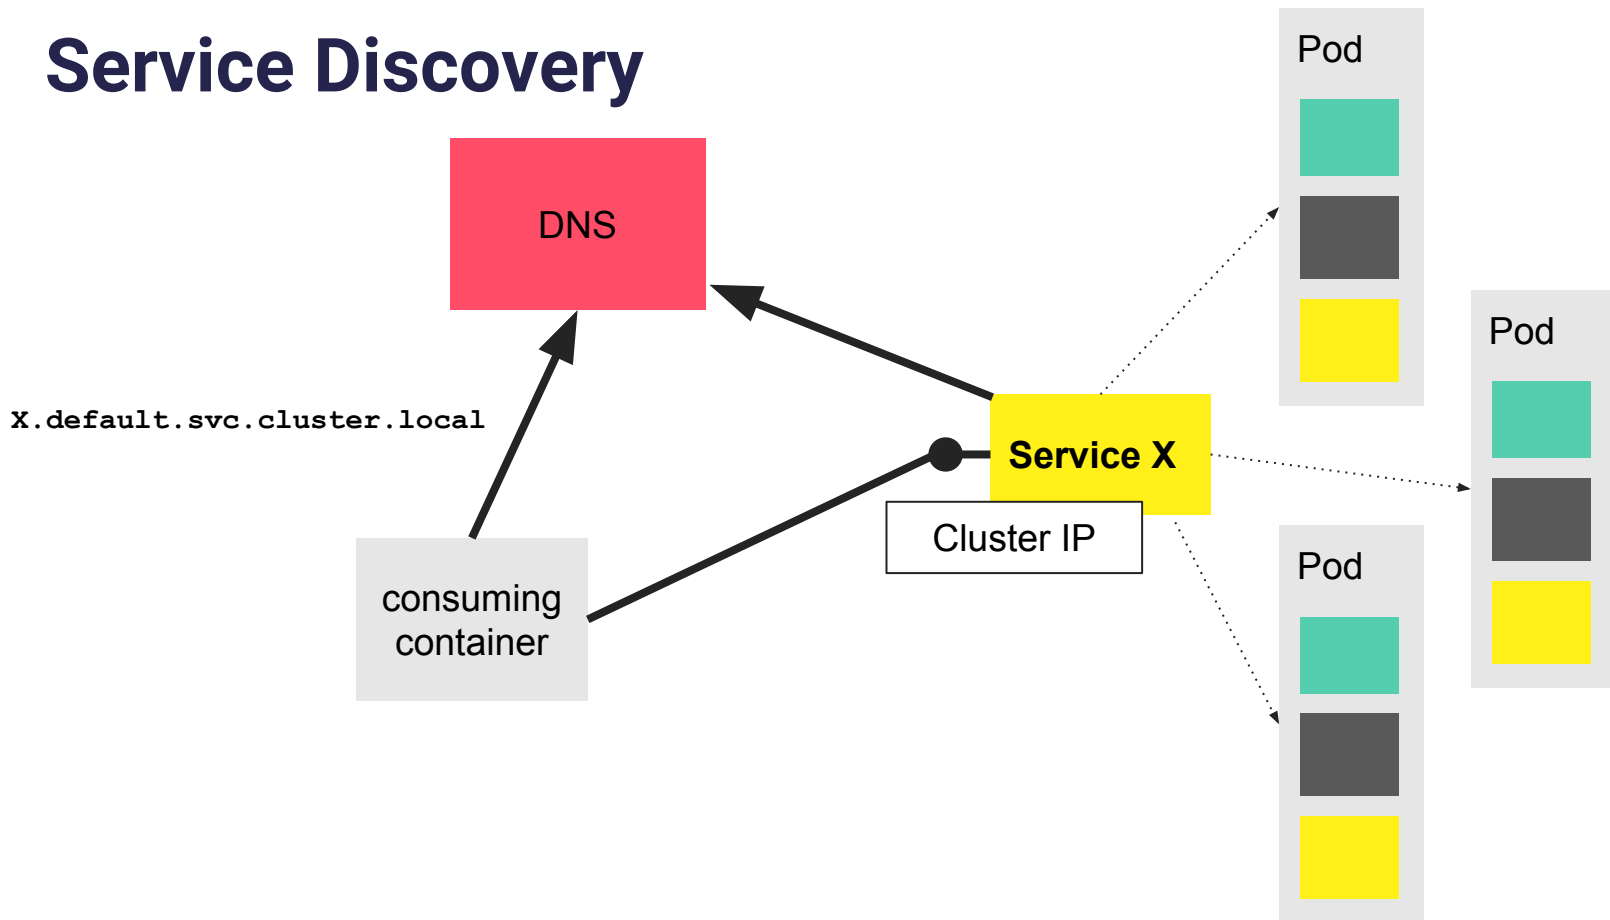 Service Discovery
DNS
X.default.svc.cluster.local
consuming
container
Service X
Cluster IP
Pod
Pod
Pod